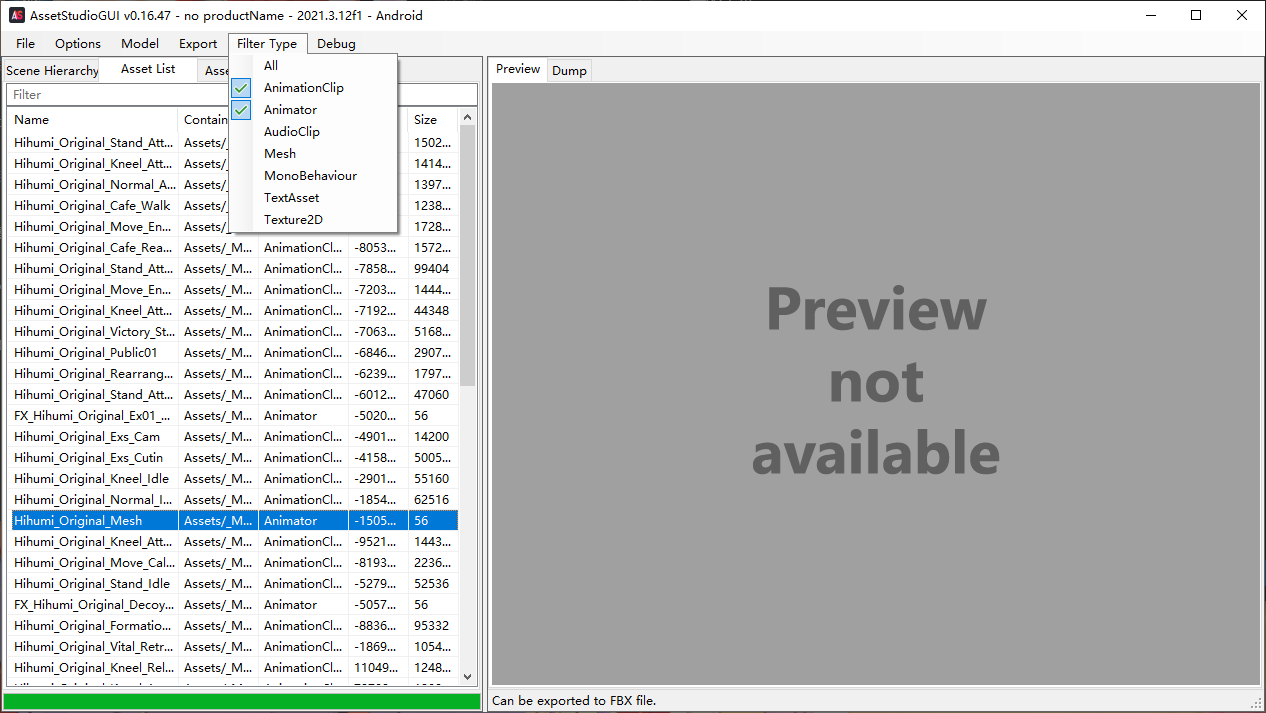 AssetStudioGUI v0.16.47 - no productName - 2021.3.12f1 - Android
File Options Model Export Filter Type Debug
Scene Hierarchy Asset List Asse
Filter
All
AnimationClip
Animator
AudioClip
Mesh
MonoBehaviour
TextAsset
Texture2D
Preview Dump
Name Contain Size
Hihumi_Original_Stand_Att... Assets/_ 1502...
Hihumi_Original_Kneel_Att... Assets/_ 1414...
Hihumi_Original_Normal_A... Assets/_ 1397...
Hihumi_Original_Cafe_Walk Assets/_ 1238...
Hihumi_Original_Move_En... Assets/_ 1728...
Hihumi_Original_Cafe_Rea... Assets/_M... AnimationCl... -8053... 1572...
Hihumi_Original_Stand_Att... Assets/_M... AnimationCl... -7858... 99404
Hihumi_Original_Move_En... Assets/_M... AnimationCl... -7203... 1444...
Hihumi_Original_Kneel_Att... Assets/_M... AnimationCl... -7192... 44348
Hihumi_Original_Victory_St... Assets/_M... AnimationCl... -7063... 5168...
Hihumi_Original_Public01 Assets/_M... AnimationCl... -6846... 2907...
Hihumi_Original_Rearrang... Assets/_M... AnimationCl... -6239... 1797...
Hihumi_Original_Stand_Att... Assets/_M... AnimationCl... -6012... 47060
FX_Hihumi_Original_Ex01_... Assets/_M... Animator -5020... 56
Hihumi_Original_Exs_Cam Assets/_M... AnimationCl... -4901... 14200
Hihumi_Original_Exs_Cutin Assets/_M... AnimationCl... -4158... 5005...
Hihumi_Original_Kneel_Idle Assets/_M... AnimationCl... -2901... 55160
Hihumi_Original_Normal_I... Assets/_M... AnimationCl... -1854... 62516
Hihumi_Original_Mesh Assets/_M... Animator -1505... 56
Hihumi_Original_Kneel_Att... Assets/_M... AnimationCl... -9521... 1443...
Hihumi_Original_Move_Cal... Assets/_M... AnimationCl... -8193... 2236...
Hihumi_Original_Stand_Idle Assets/_M... AnimationCl... -5279... 52536
FX_Hihumi_Original_Decoy... Assets/_M... Animator -5057... 56
Hihumi_Original_Formatio... Assets/_M... AnimationCl... -8836... 95332
Hihumi_Original_Vital_Retr... Assets/_M... AnimationCl... -1869... 1054...
Hihumi_Original_Kneel_Rel... Assets/_M... AnimationCl... 11049... 1248...
Preview
not
available
Can be exported to FBX file.